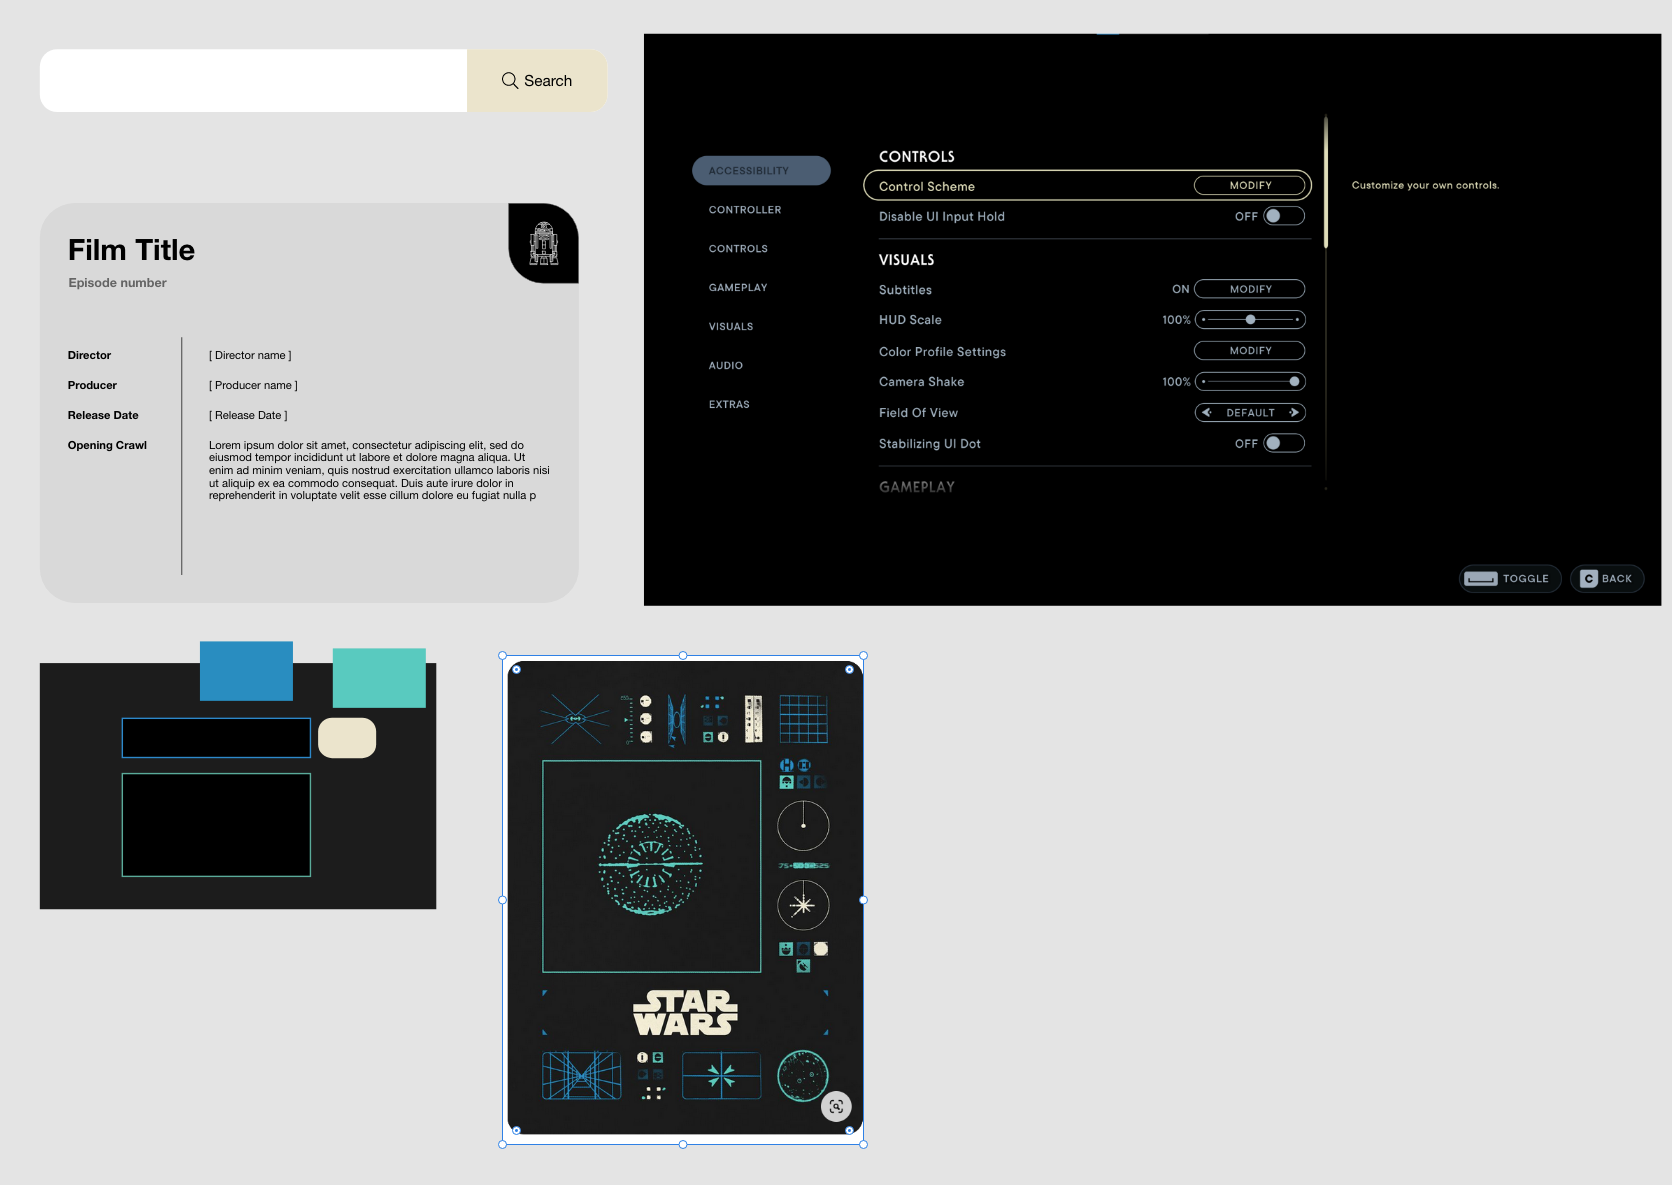 Search
Film Title
Episode number
Director
[ Director name ]
Producer
[ Producer name ]
Release Date
[ Release Date ]
Opening Crawl
Lorem ipsum dolor sit amet, consectetur adipiscing elit, sed do
eiusmod tempor incididunt ut labore et dolore magna aliqua. Ut
enim ad minim veniam, quis nostrud exercitation ullamco laboris nisi
ut aliquip ex ea commodo consequat. Duis aute irure dolor in
reprehenderit in voluptate velit esse cillum dolore eu fugiat nulla p
ACCESSIBILITY
CONTROLLER
CONTROLS
GAMEPLAY
VISUALS
AUDIO
EXTRAS
CONTROLS
Control Scheme MODIFY
Disable UI Input Hold OFF
VISUALS
Subtitles ON MODIFY
HUD Scale 100%
Color Profile Settings MODIFY
Camera Shake 100%
Field Of View DEFAULT
Stabilizing UI Dot OFF
GAMEPLAY
Customize your own controls.
TOGGLE
C BACK
STAR
WARS